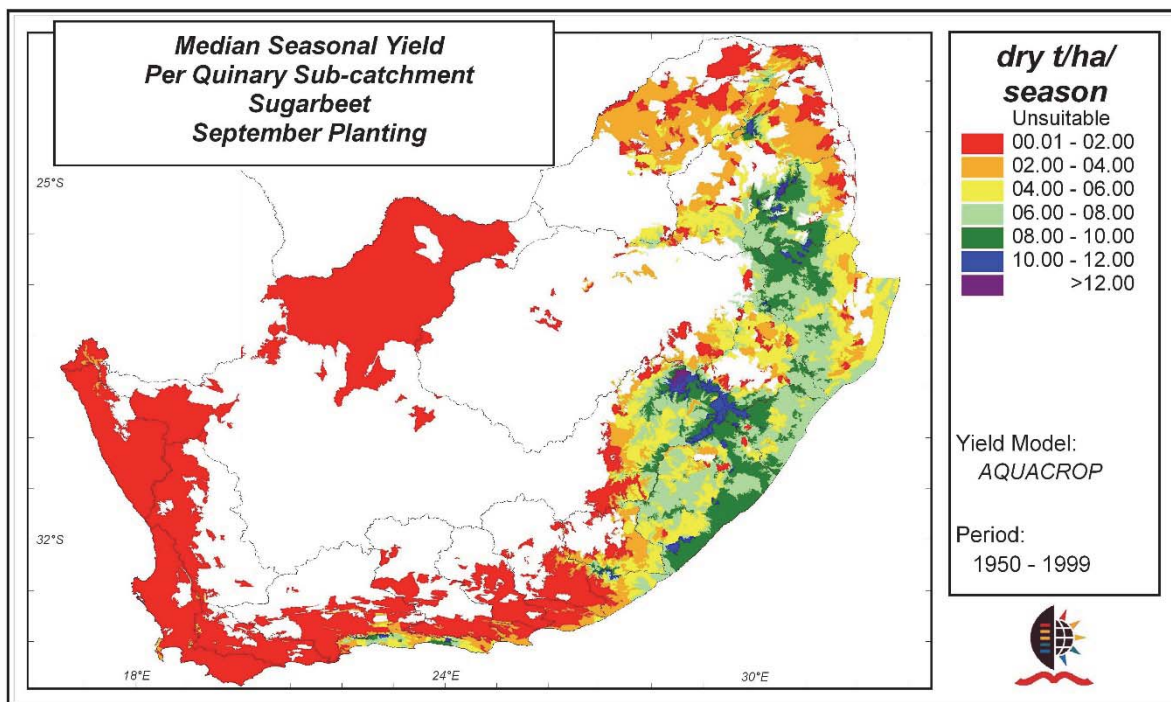 Median Seasonal Yield
Per Quinary Sub-catchment
Sugarbeet
September Planting
dry t/ha/
season
Unsuitable
00.01 - 02.00
02.00 - 04.00
04.00 - 06.00
06.00 - 08.00
08.00 - 10.00
10.00 - 12.00
>12.00
Yield Model:
AQUACROP
Period:
1950 - 1999
25°S
32°S
18°E
24°E
30°E